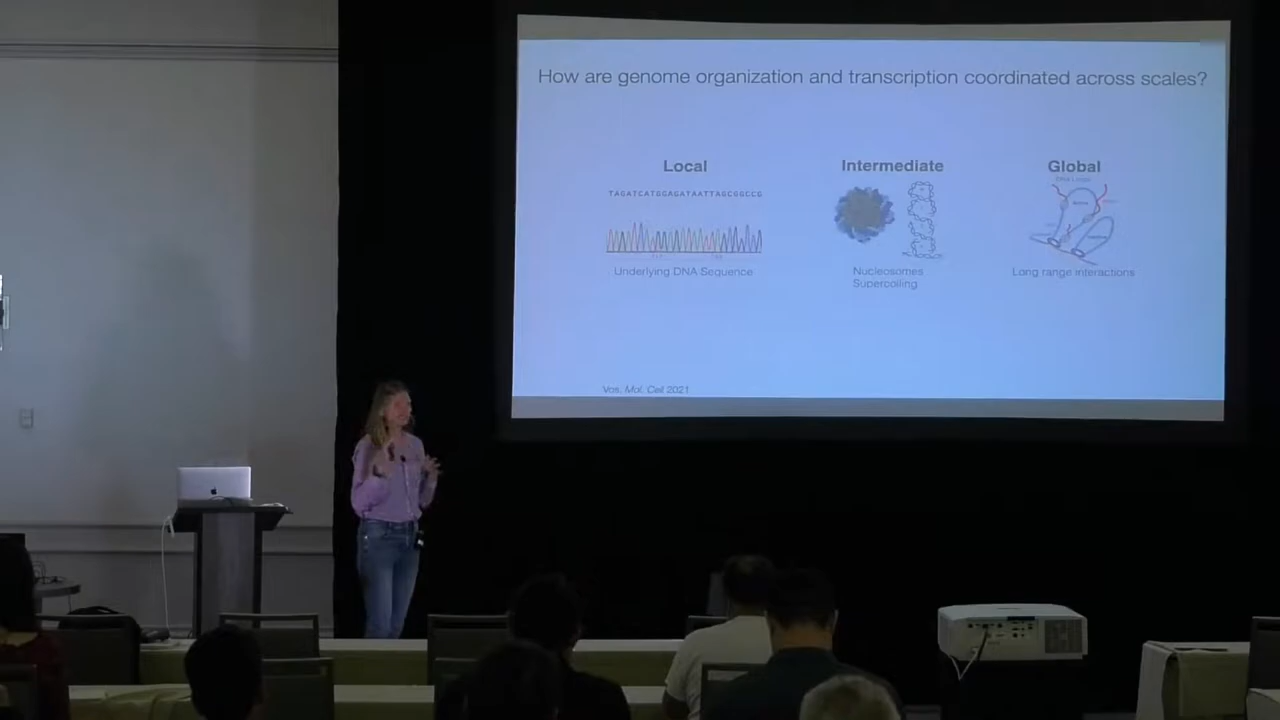 How are genome organization and transcription coordinated across scales?
Local
Intermediate
Global
TAGATCATGGAGATAATTAGCGGCCG
Underlying DNA Sequence
Nucleosomes
Supercoiling
Long range interactions
Vos. Mol. Cell 2021